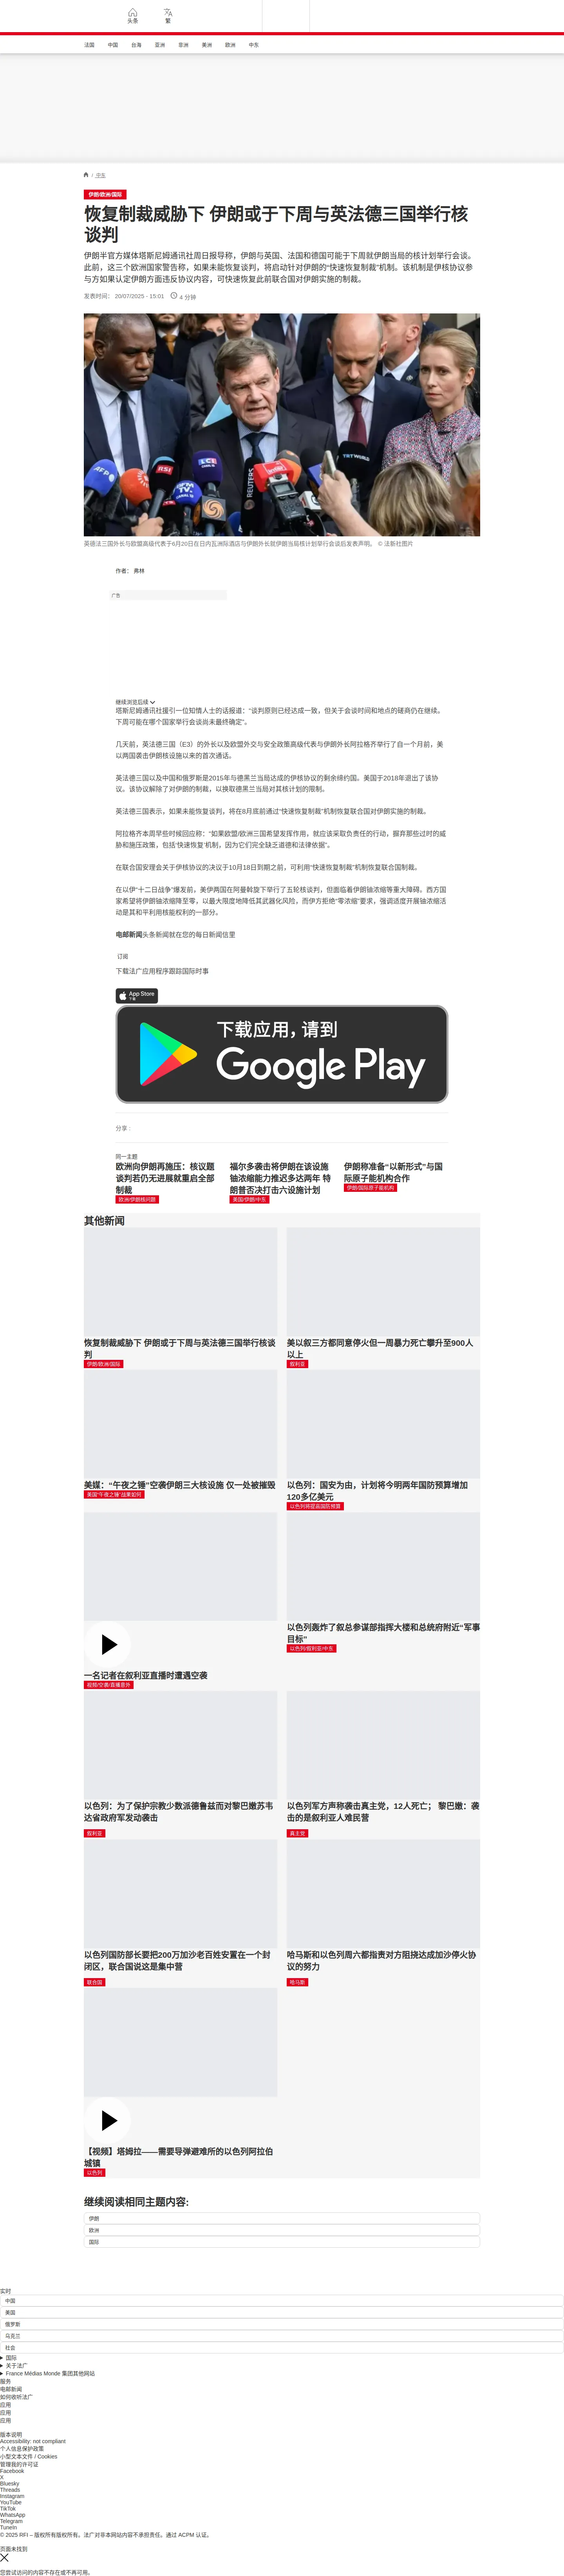 头条
繁
法国
中国
台海
亚洲
非洲
美洲
欧洲
中东
/ 中东
伊朗/欧洲/国际
恢复制裁威胁下 伊朗或于下周与英法德三国举行核
谈判
伊朗半官方媒体塔斯尼姆通讯社周日报导称，伊朗与英国、法国和德国可能于下周就伊朗当局的核计划举行会谈。
此前，这三个欧洲国家警告称，如果未能恢复谈判，将启动针对伊朗的“快速恢复制裁”机制。该机制是伊核协议参
与方如果认定伊朗方面违反协议内容，可快速恢复此前联合国对伊朗实施的制裁。
发表时间： 20/07/2025 - 15:01
4 分钟
AFP
RSI
LCI
REUTERS
TRT WORLD
英德法三国外长与欧盟高级代表于6月20日在日内瓦洲际酒店与伊朗外长就伊朗当局核计划举行会谈后发表声明。 © 法新社图片
作者： 弗林
广告
继续浏览后续
塔斯尼姆通讯社援引一位知情人士的话报道：“谈判原则已经达成一致，但关于会谈时间和地点的磋商仍在继续。
下周可能在哪个国家举行会谈尚未最终确定”。
几天前，英法德三国（E3）的外长以及欧盟外交与安全政策高级代表与伊朗外长阿拉格齐举行了自一个月前，美
以两国袭击伊朗核设施以来的首次通话。
英法德三国以及中国和俄罗斯是2015年与德黑兰当局达成的伊核协议的剩余缔约国。美国于2018年退出了该协
议。该协议解除了对伊朗的制裁，以换取德黑兰当局对其核计划的限制。
英法德三国表示，如果未能恢复谈判，将在8月底前通过“快速恢复制裁”机制恢复联合国对伊朗实施的制裁。
阿拉格齐本周早些时候回应称：“如果欧盟/欧洲三国希望发挥作用，就应该采取负责任的行动，摒弃那些过时的威
胁和施压政策，包括‘快速恢复’机制，因为它们完全缺乏道德和法律依据”。
在联合国安理会关于伊核协议的决议于10月18日到期之前，可利用“快速恢复制裁”机制恢复联合国制裁。
在以伊“十二日战争”爆发前，美伊两国在阿曼斡旋下举行了五轮核谈判，但面临着伊朗铀浓缩等重大障碍。西方国
家希望将伊朗铀浓缩降至零，以最大限度地降低其武器化风险，而伊方拒绝“零浓缩”要求，强调适度开展铀浓缩活
动是其和平利用核能权利的一部分。
电邮新闻头条新闻就在您的每日新闻信里
订阅
下载法广应用程序跟踪国际时事
App Store
下载
下载应用，请到
Google Play
分享 :
同一主题
欧洲向伊朗再施压：核议题
谈判若仍无进展就重启全部
制裁
欧洲/伊朗核问题
福尔多袭击将伊朗在该设施
铀浓缩能力推迟多达两年 特
朗普否决打击六设施计划
美国/伊朗/中东
伊朗称准备“以新形式”与国
际原子能机构合作
伊朗/国际原子能机构
其他新闻
恢复制裁威胁下 伊朗或于下周与英法德三国举行核谈
判
伊朗/欧洲/国际
美以叙三方都同意停火但一周暴力死亡攀升至900人
以上
叙利亚
美媒：“午夜之锤”空袭伊朗三大核设施 仅一处被摧毁
美国“午夜之锤” 战果如何
以色列：国安为由，计划将今明两年国防预算增加
120多亿美元
以色列将提高国防预算
一名记者在叙利亚直播时遭遇空袭
视频/空袭/直播意外
以色列轰炸了叙总参谋部指挥大楼和总统府附近“军事
目标”
以色列/叙利亚/中东
以色列：为了保护宗教少数派德鲁兹而对黎巴嫩苏韦
达省政府军发动袭击
叙利亚
以色列军方声称袭击真主党，12人死亡； 黎巴嫩：袭
击的是叙利亚人难民营
真主党
以色列国防部长要把200万加沙老百姓安置在一个封
闭区，联合国说这是集中营
联合国
哈马斯和以色列周六都指责对方阻挠达成加沙停火协
议的努力
哈马斯
【视频】塔姆拉——需要导弹避难所的以色列阿拉伯
城镇
以色列
继续阅读相同主题内容:
伊朗
欧洲
国际
实时
中国
美国
俄罗斯
乌克兰
社会
国际
关于法广
France Médias Monde 集团其他网站
服务
电邮新闻
如何收听法广
应用
应用
应用
版本说明
Accessibility: not compliant
个人信息保护政策
小型文本文件 / Cookies
管理我的许可证
Facebook
X
Bluesky
Threads
Instagram
YouTube
TikTok
WhatsApp
Telegram
TuneIn
© 2025 RFI – 版权所有版权所有。法广对非本网站内容不承担责任。通过 ACPM 认证。
页面未找到
您尝试访问的内容不存在或不再可用。